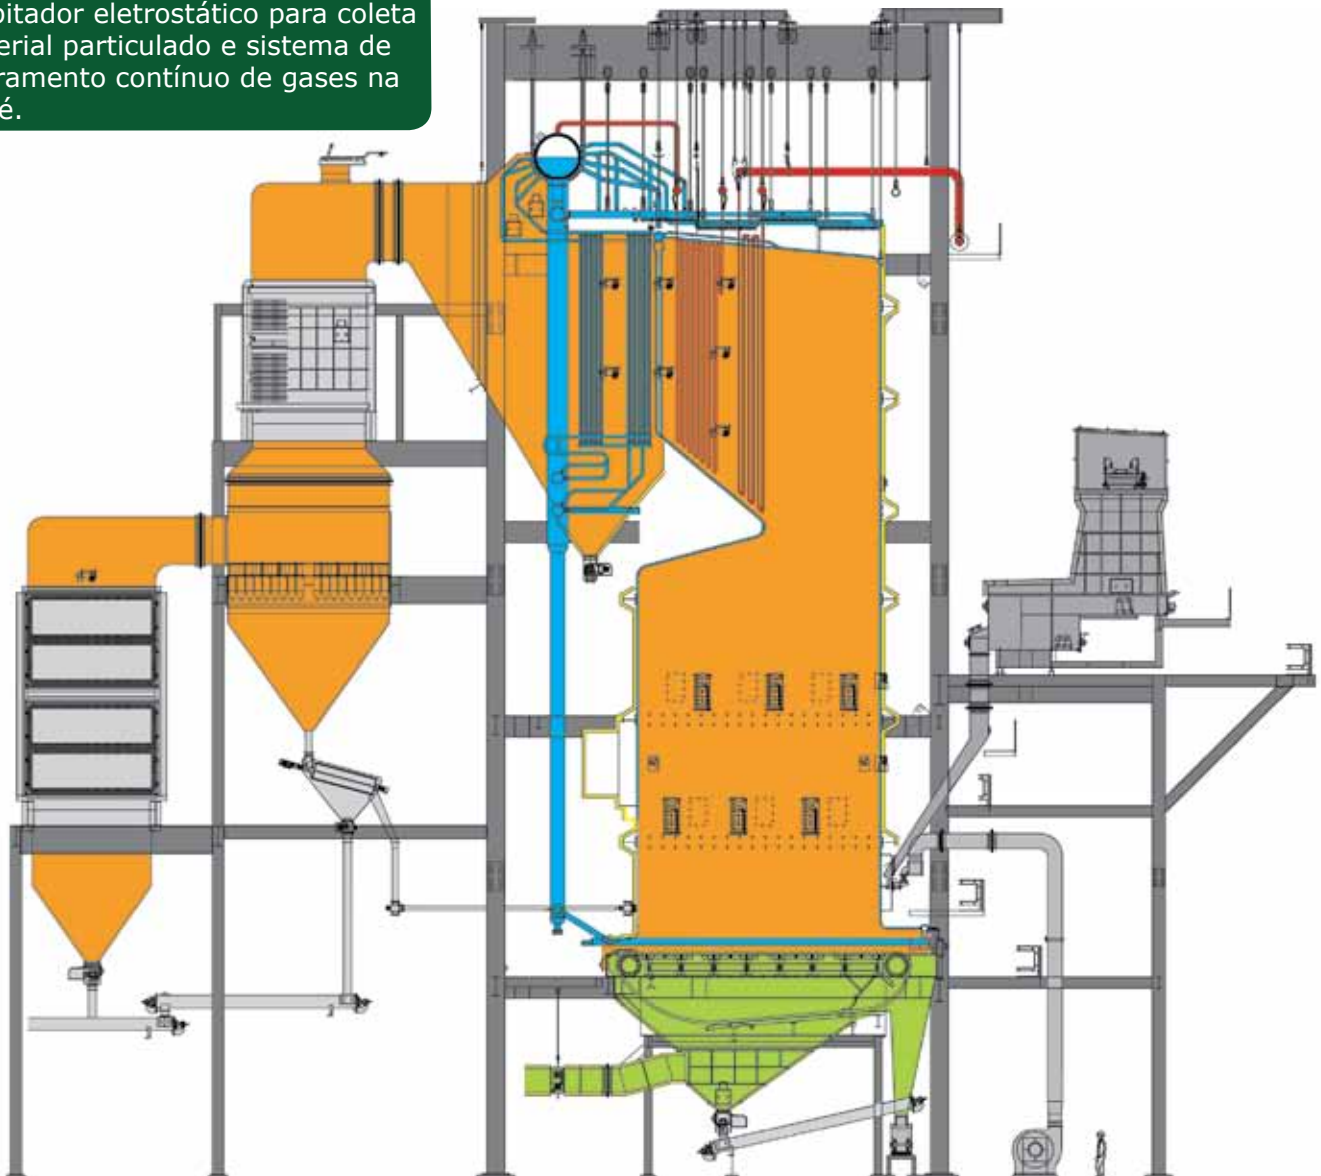 pitador eletrostático para coleta
erial particulado e sistema de
ramento contínuo de gases na
é.